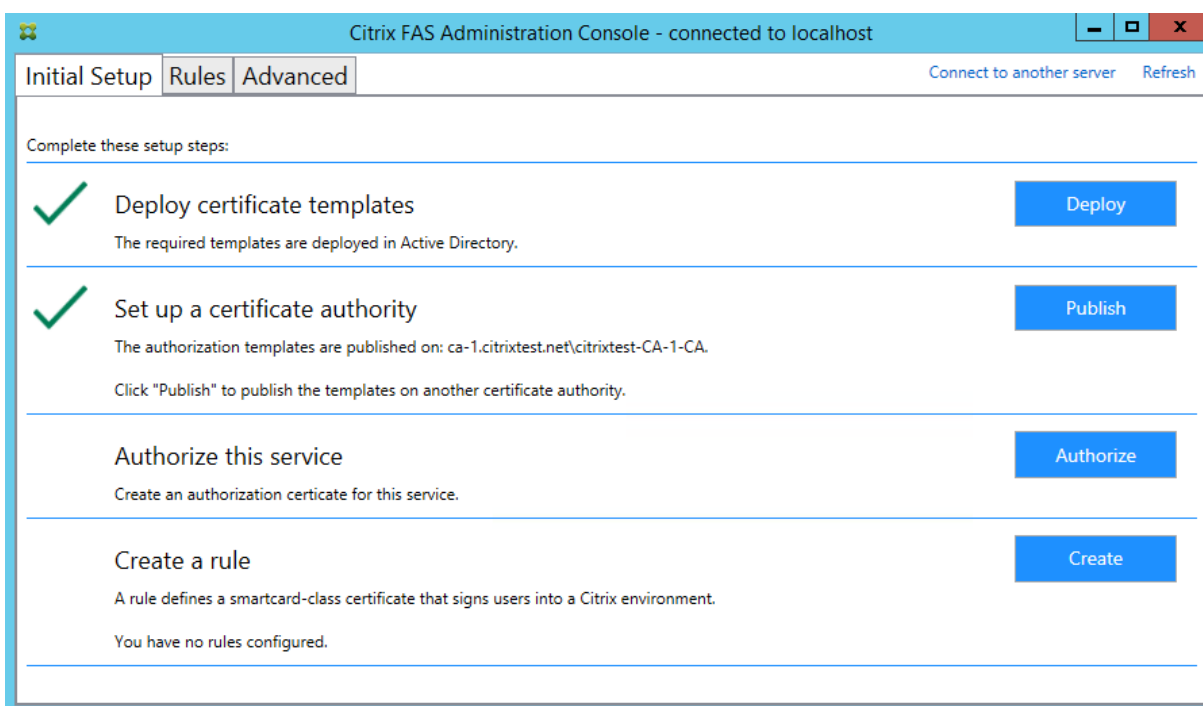 Citrix FAS Administration Console - connected to localhost
Initial Setup Rules Advanced Connect to another server Refresh
Complete these setup steps:
Deploy certificate templates Deploy
The required templates are deployed in Active Directory.
Set up a certificate authority Publish
The authorization templates are published on: ca-1.citrixtest.net\citrixtest-CA-1-CA.
Click "Publish" to publish the templates on another certificate authority.
Authorize this service Authorize
Create an authorization certicate for this service.
Create a rule Create
A rule defines a smartcard-class certificate that signs users into a Citrix environment.
You have no rules configured.